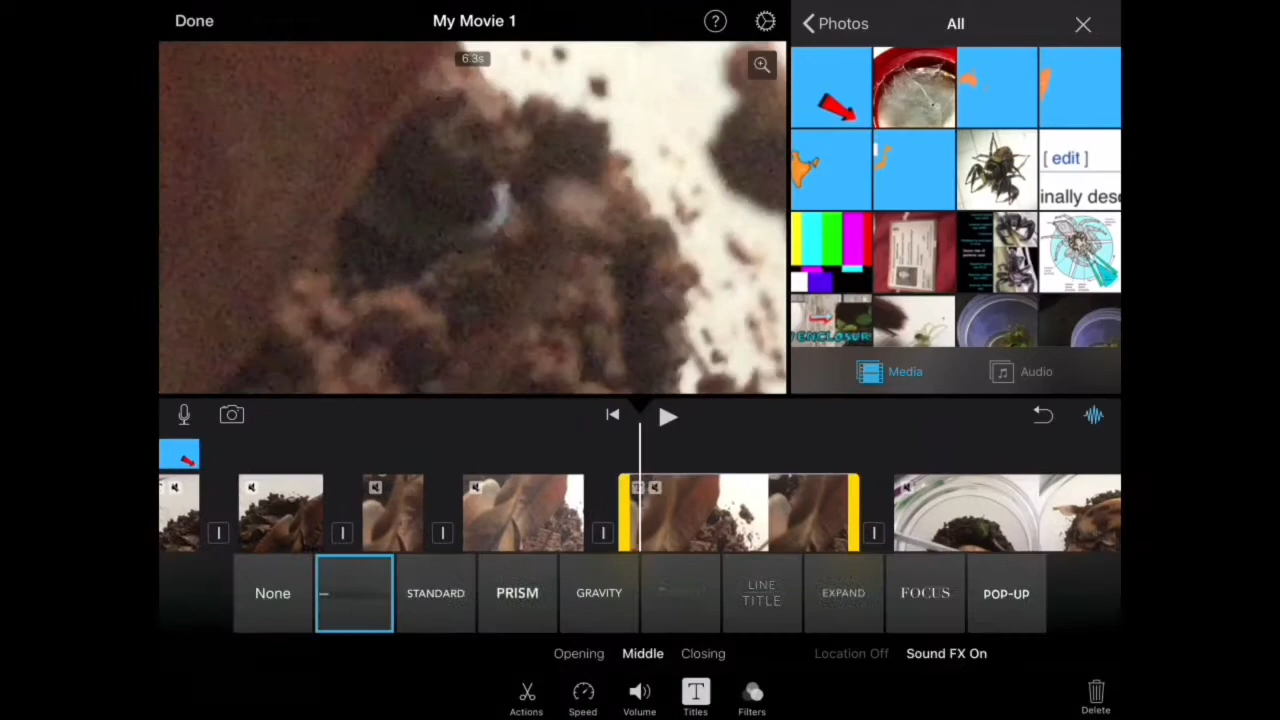 Done
My Movie 1
?
Photos
All
6.3s
[ edit ]
inally des
ENCLOSUR
Media
Audio
None
STANDARD
PRISM
GRAVITY
LINE
TITLE
EXPAND
FOCUS
POP-UP
Opening
Middle
Closing
Location Off
Sound FX On
T
Actions
Speed
Volume
Titles
Filters
Delete